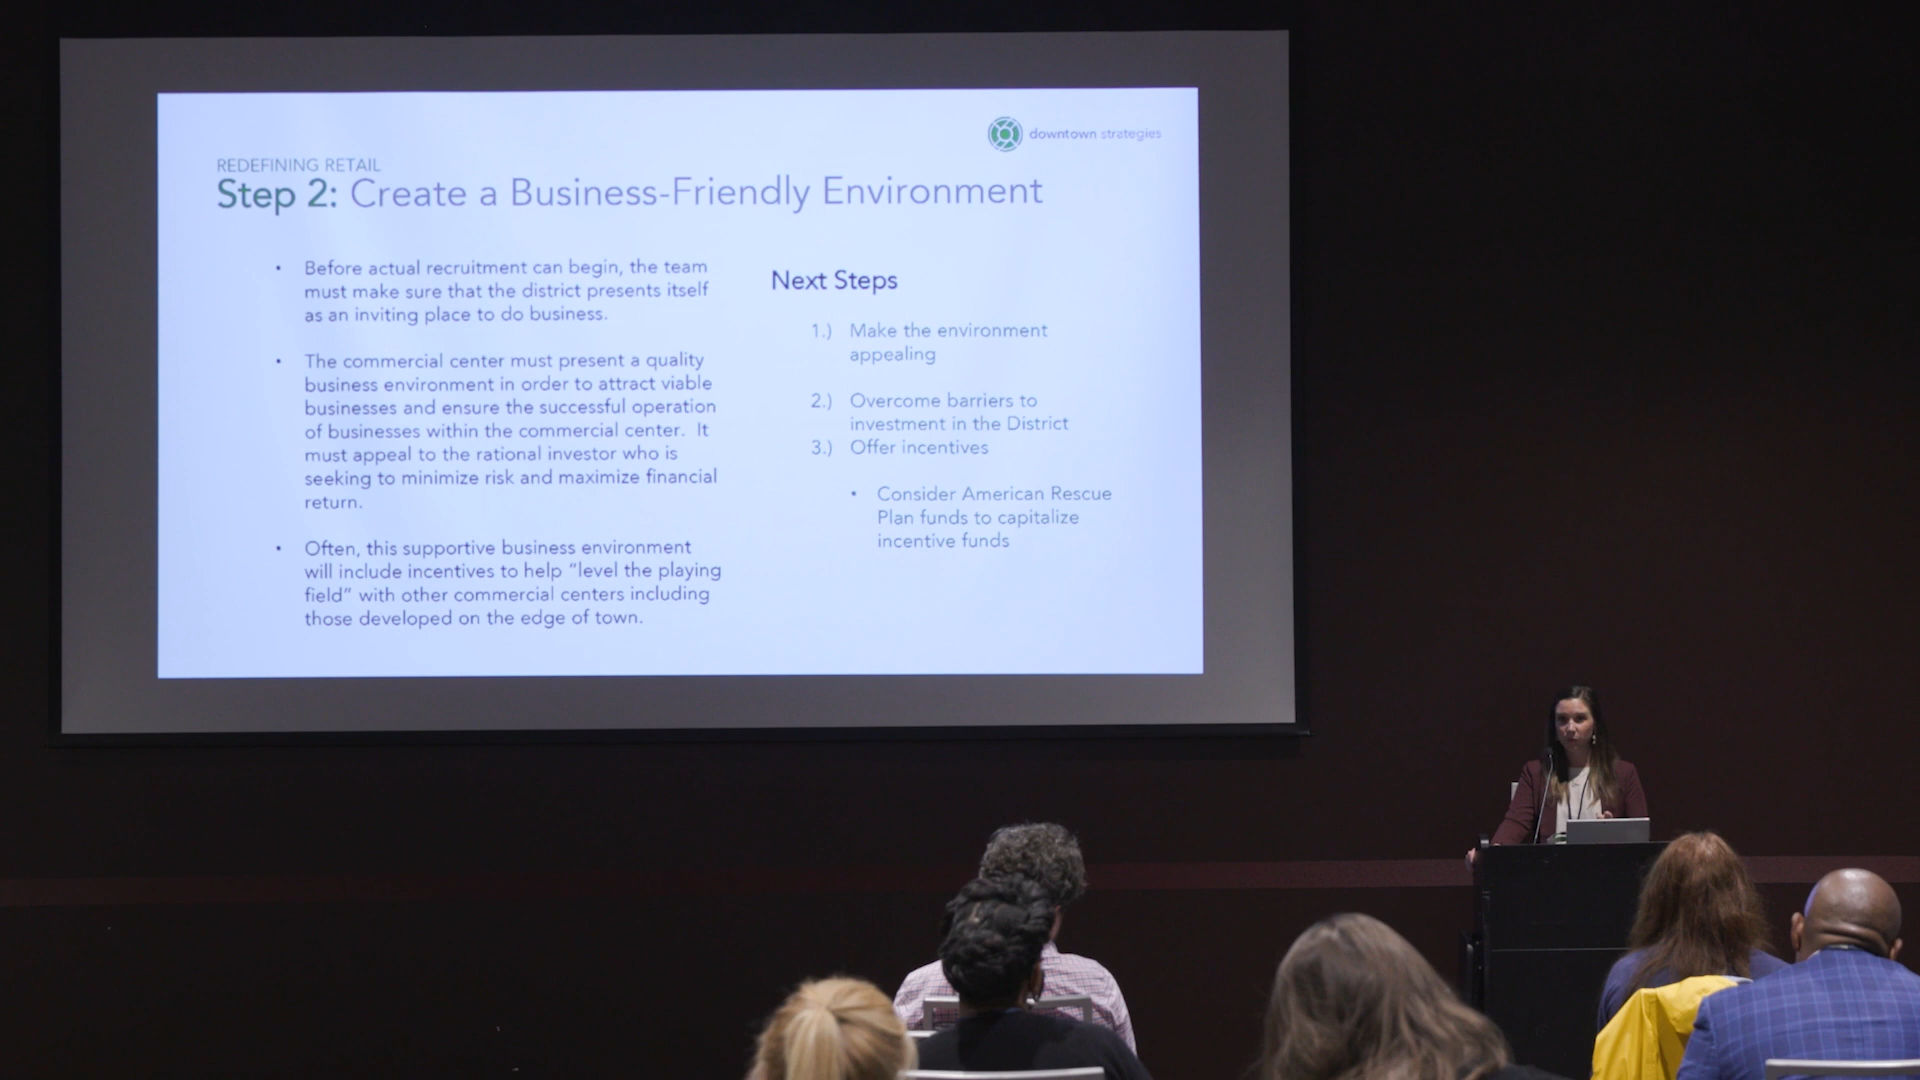 downtown strategies
REDEFINING RETAIL
Step 2: Create a Business-Friendly Environment
• Before actual recruitment can begin, the team
must make sure that the district presents itself
as an inviting place to do business.
• The commercial center must present a quality
business environment in order to attract viable
businesses and ensure the successful operation
of businesses within the commercial center. It
must appeal to the rational investor who is
seeking to minimize risk and maximize financial
return.
• Often, this supportive business environment
will include incentives to help “level the playing
field” with other commercial centers including
those developed on the edge of town.
Next Steps
1.) Make the environment
appealing
2.) Overcome barriers to
investment in the District
3.) Offer incentives
• Consider American Rescue
Plan funds to capitalize
incentive funds